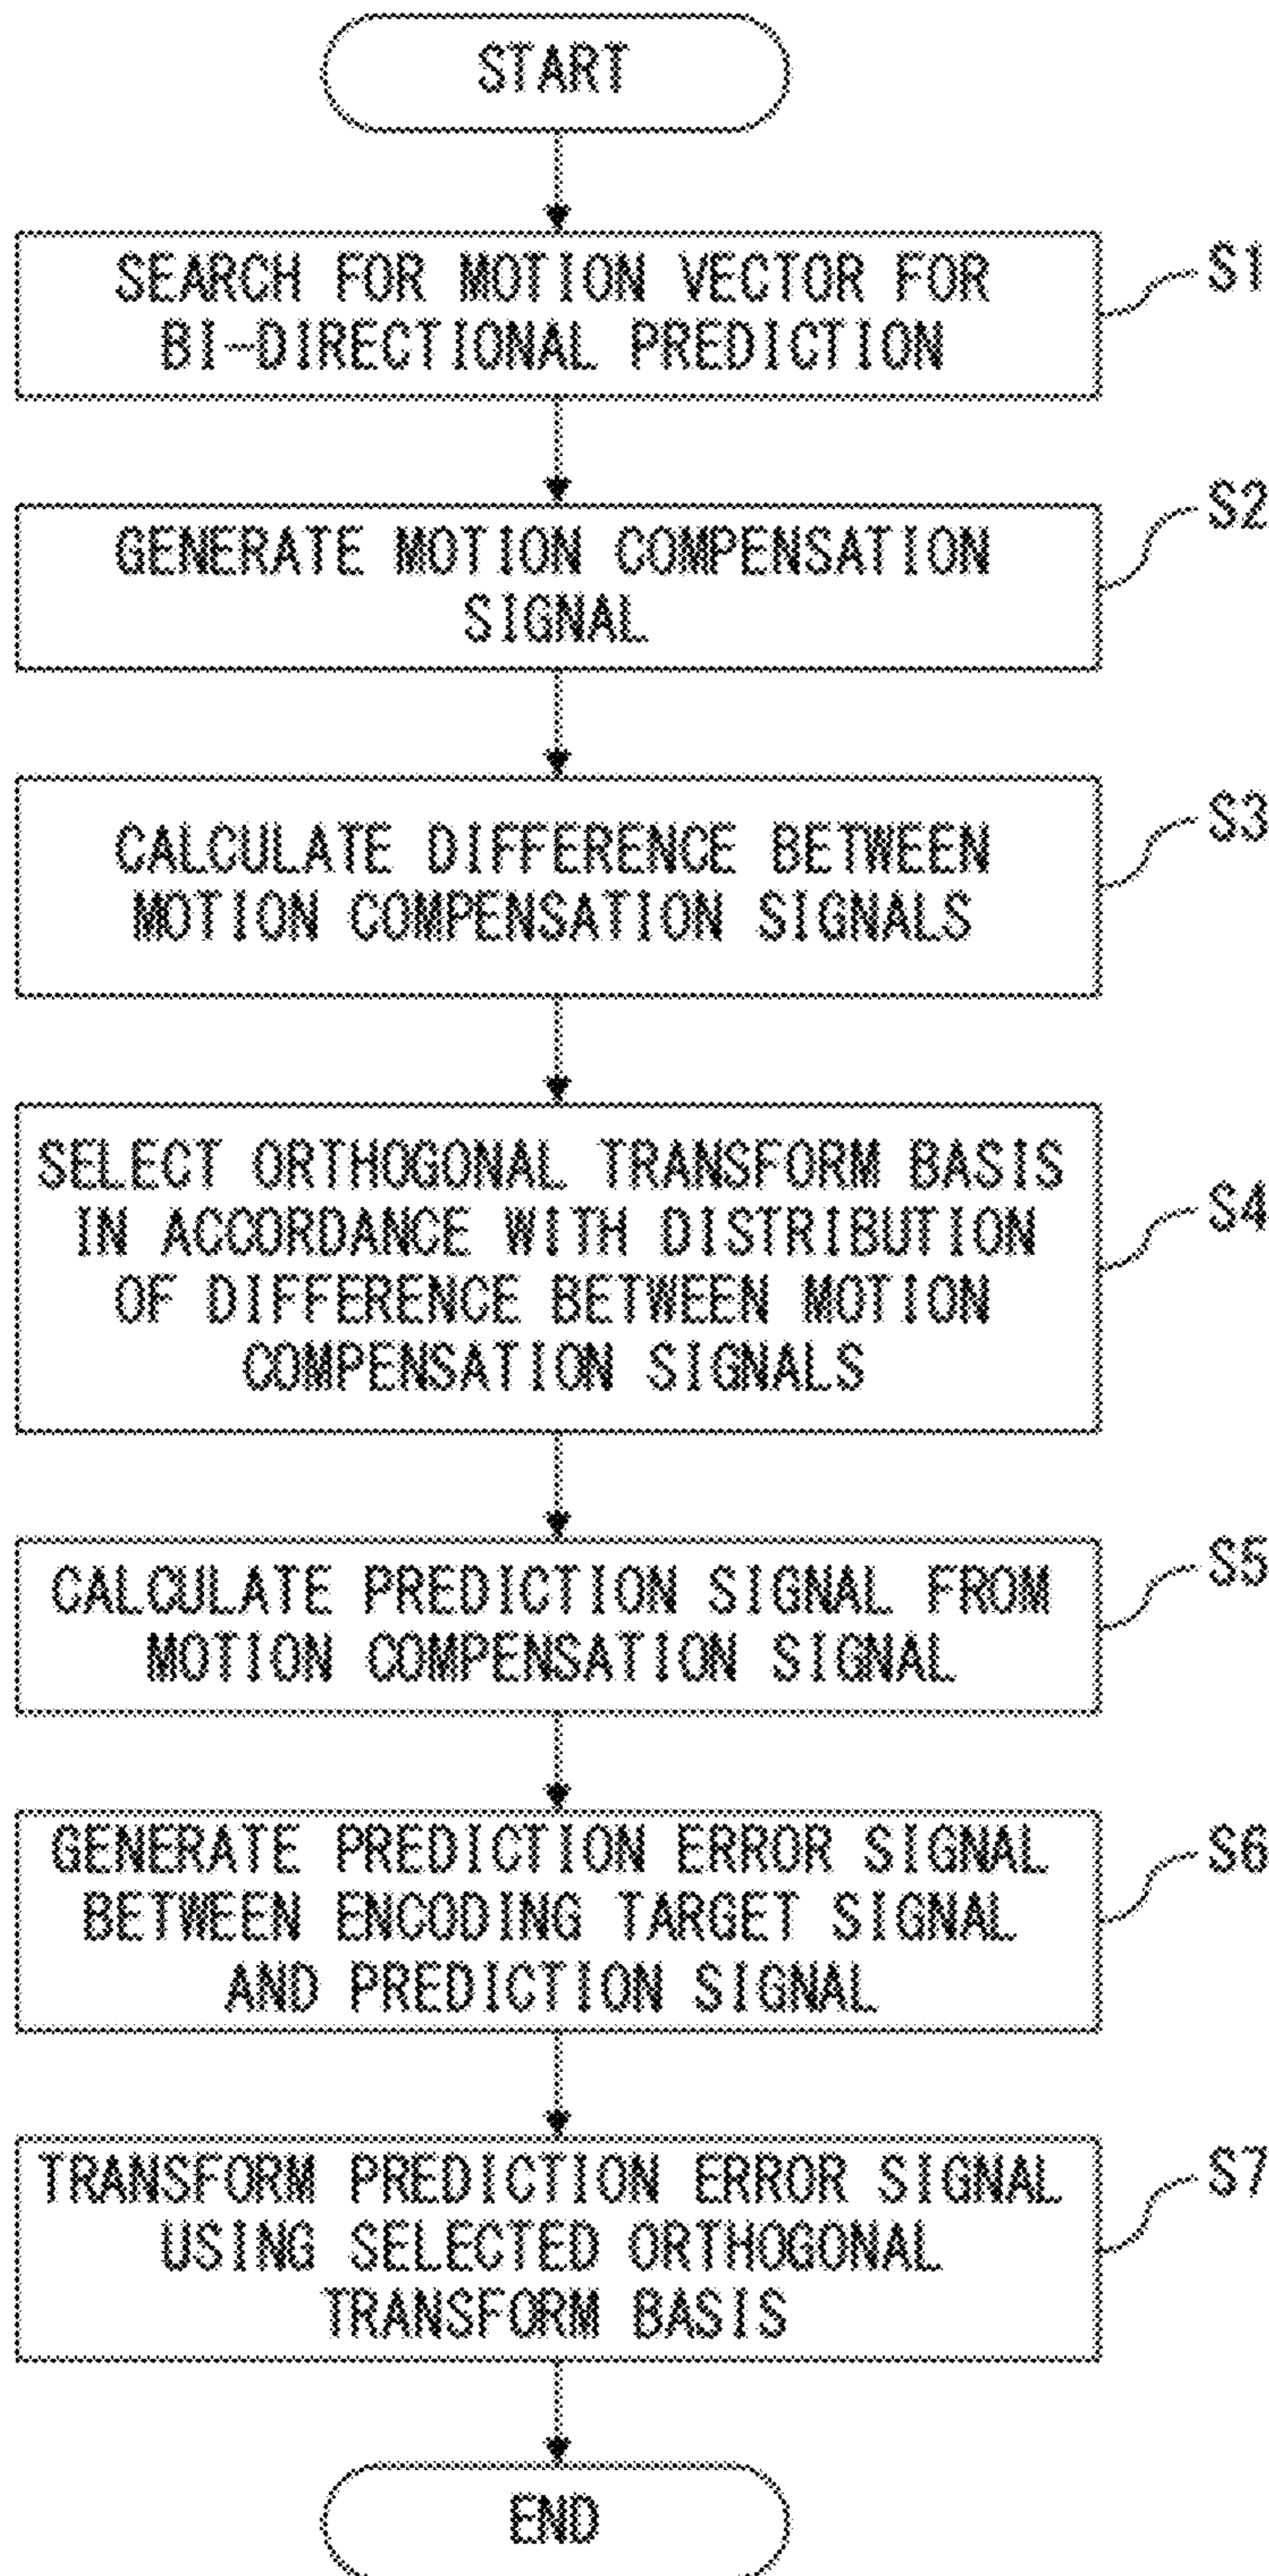 START
SEARCH FOR MOTION VECTOR FOR
BI-DIRECTIONAL PREDICTION
S1
GENERATE MOTION COMPENSATION
SIGNAL
S2
CALCULATE DIFFERENCE BETWEEN
MOTION COMPENSATION SIGNALS
S3
SELECT ORTHOGONAL TRANSFORM BASIS
IN ACCORDANCE WITH DISTRIBUTION
OF DIFFERENCE BETWEEN MOTION
COMPENSATION SIGNALS
S4
CALCULATE PREDICTION SIGNAL FROM
MOTION COMPENSATION SIGNAL
S5
GENERATE PREDICTION ERROR SIGNAL
BETWEEN ENCODING TARGET SIGNAL
AND PREDICTION SIGNAL
S6
TRANSFORM PREDICTION ERROR SIGNAL
USING SELECTED ORTHOGONAL
TRANSFORM BASIS
S7
END